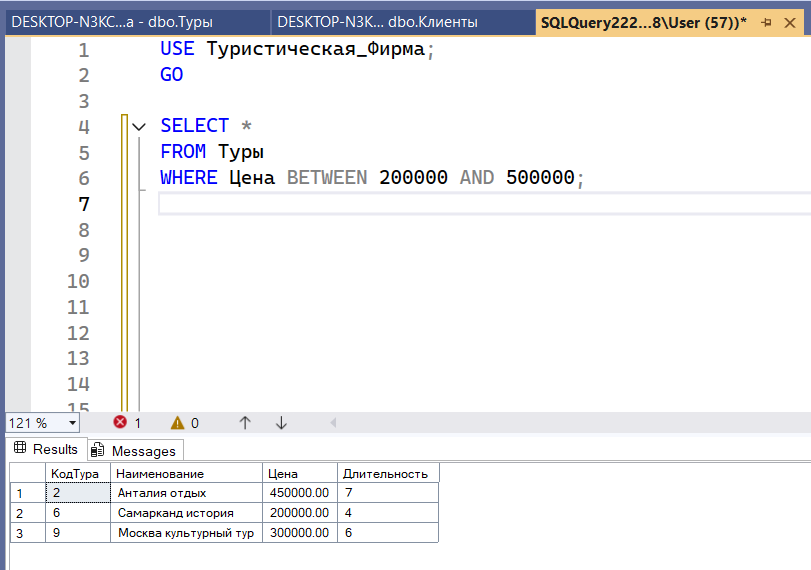 DESKTOP-N3KC...a - dbo.Туры DESKTOP-N3K... dbo.Клиенты SQLQuery222...8\User (57))*
1 USE Туристическая_Фирма;
2 GO
3
4 SELECT *
5 FROM Туры
6 WHERE Цена BETWEEN 200000 AND 500000;
7
8
9
10
11
12
13
14
15
121 % 1 0
Results Messages
КодТура Наименование Цена Длительность
1 2 Анталия отдых 450000.00 7
2 6 Самарканд история 200000.00 4
3 9 Москва культурный тур 300000.00 6